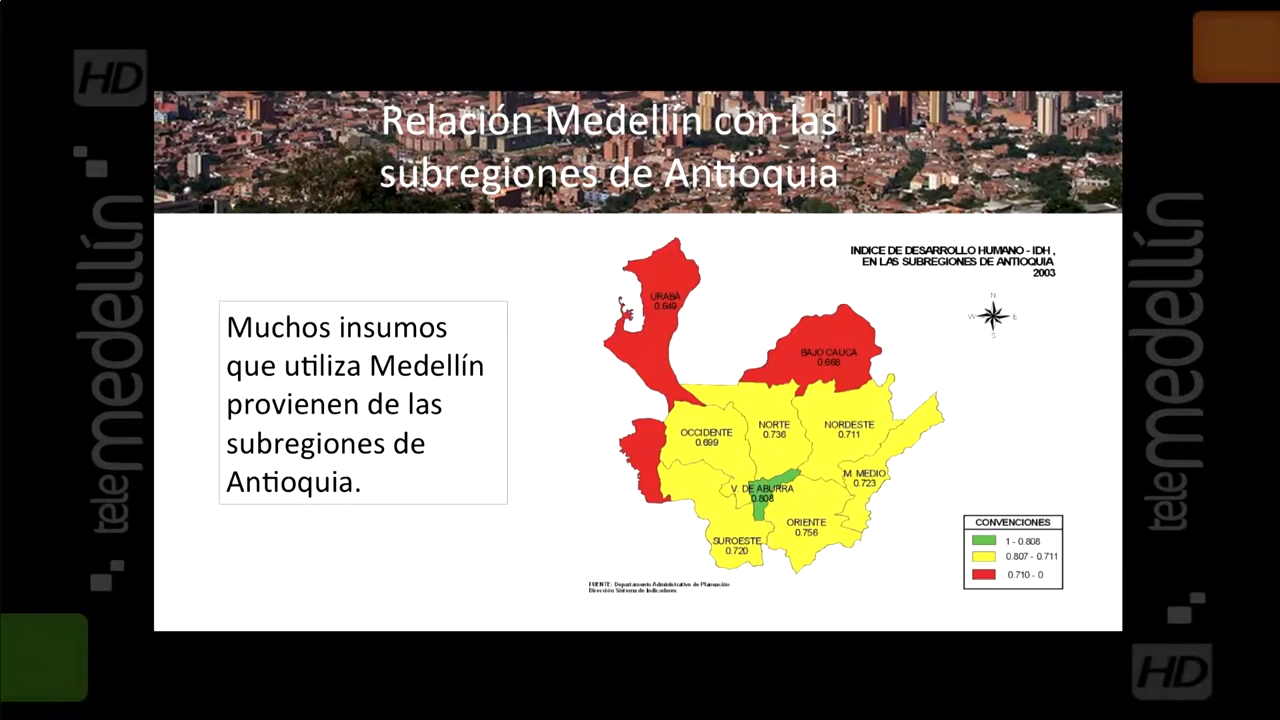 HD
telemedellín
Relación Medellín con las
subregiones de Antioquia
Muchos insumos
que utiliza Medellín
provienen de las
subregiones de
Antioquia.
INDICE DE DESARROLLO HUMANO - IDH ,
EN LAS SUBREGIONES DE ANTIOQUIA
2003
N
W
E
S
URABÁ
0.649
BAJO CAUCA
0.668
OCCIDENTE
0.699
NORTE
0.736
NORDESTE
0.711
M. MEDIO
0.723
V. DE ABURRA
0.808
ORIENTE
0.756
SUROESTE
0.720
CONVENCIONES
1 - 0.808
0.807 - 0.711
0.710 - 0
FUENTE: Departamento Administrativo de Planeación
Dirección Sistema de Indicadores
telemedellín
HD